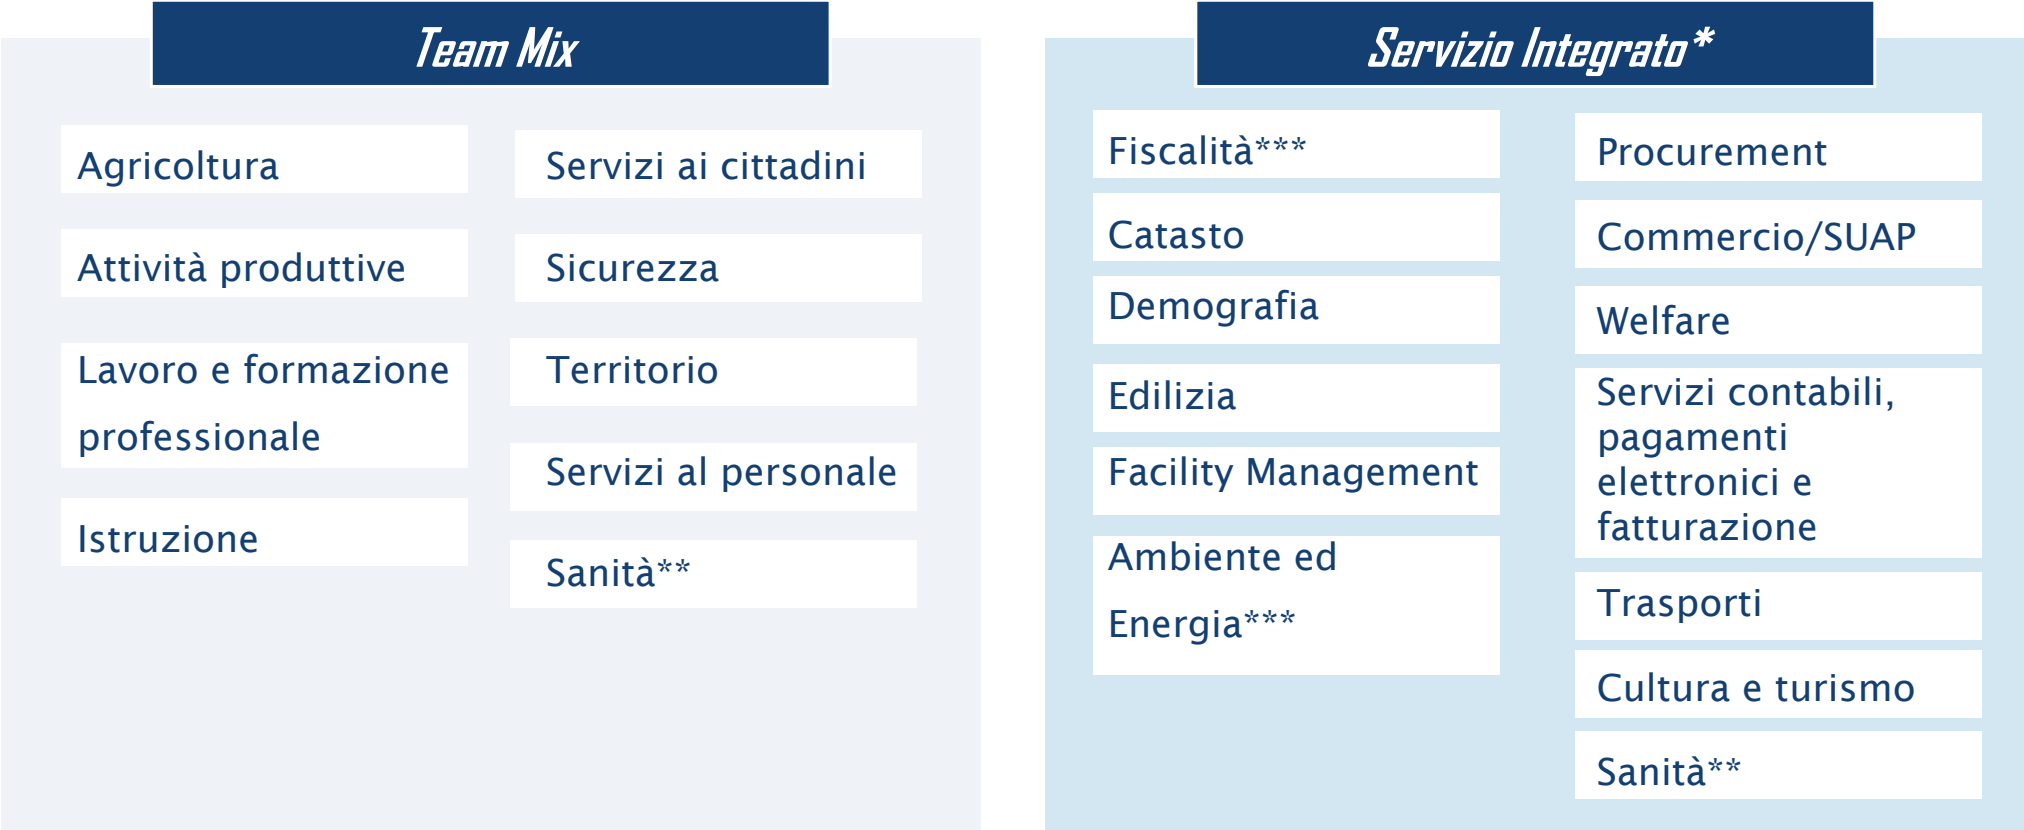 Team Mix
Agricoltura
Attività produttive
Lavoro e formazione
professionale
Istruzione
Servizi ai cittadini
Sicurezza
Territorio
Servizi al personale
Sanità**
Servizio Integrato*
Fiscalità***
Catasto
Demografia
Edilizia
Facility Management
Ambiente ed
Energia***
Procurement
Commercio/SUAP
Welfare
Servizi contabili,
pagamenti
elettronici e
fatturazione
Trasporti
Cultura e turismo
Sanità**